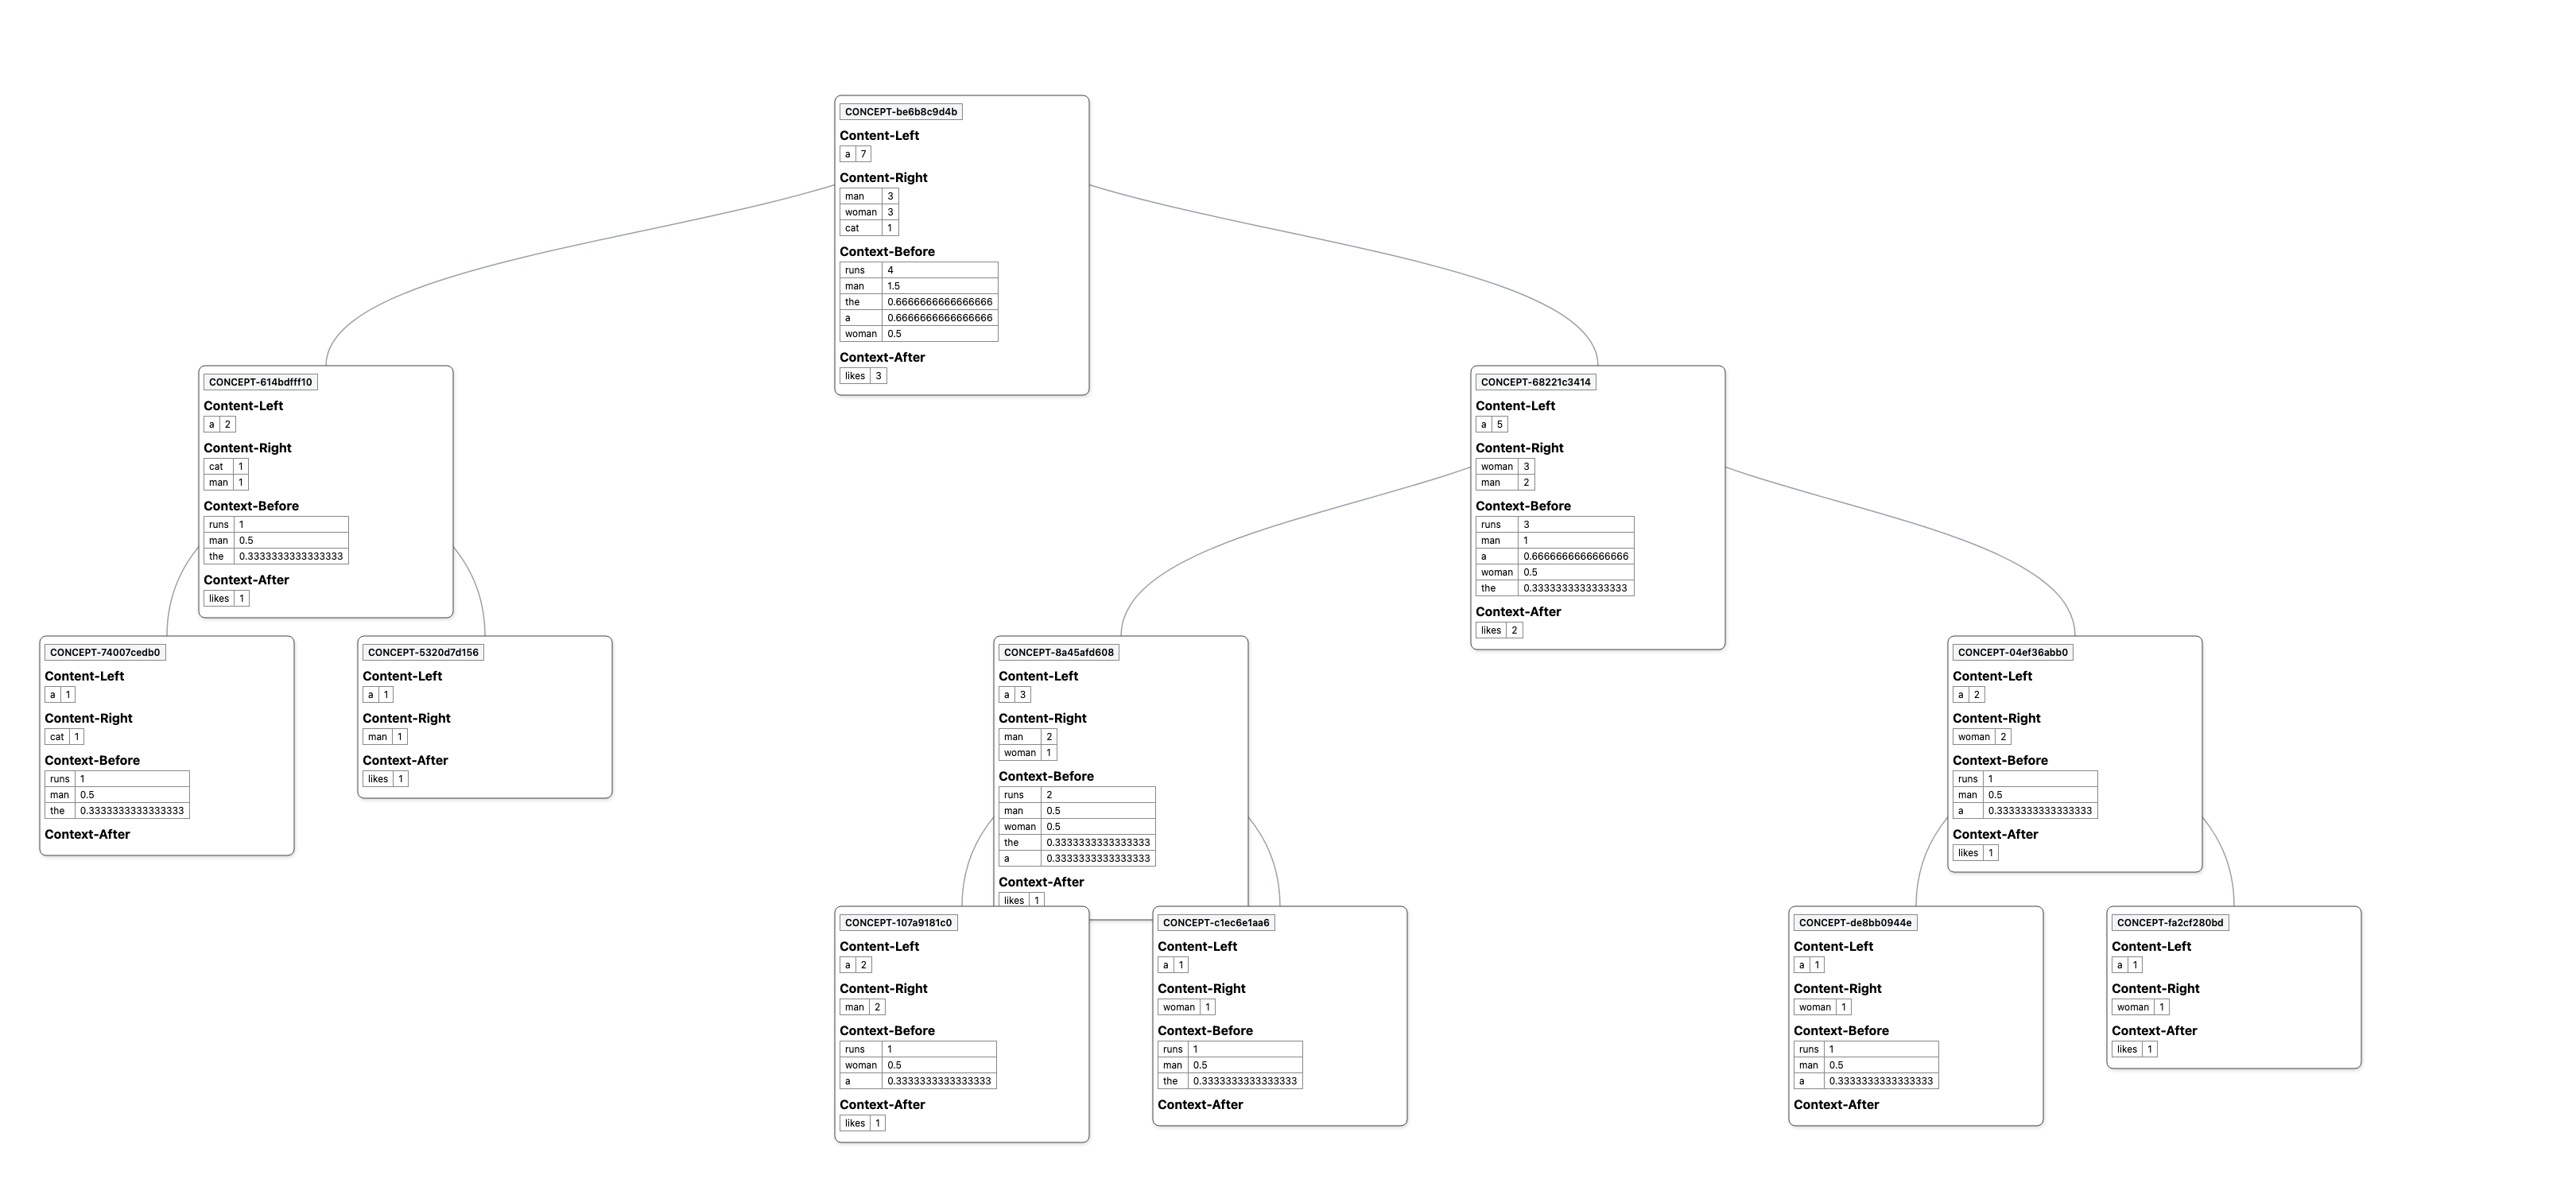 CONCEPT-be6b8c9d4b
Content-Left
a 7
Content-Right
man 3
woman 3
cat 1
Context-Before
runs 4
man 1.5
the 0.6666666666666666
a 0.6666666666666666
woman 0.5
Context-After
likes 3
CONCEPT-614bdfff10
Content-Left
a 2
Content-Right
cat 1
man 1
Context-Before
runs 1
man 0.5
the 0.3333333333333333
Context-After
likes 1
CONCEPT-68221c3414
Content-Left
a 5
Content-Right
woman 3
man 2
Context-Before
runs 3
man 1
a 0.6666666666666666
woman 0.5
the 0.3333333333333333
Context-After
likes 2
CONCEPT-74007cedb0
Content-Left
a 1
Content-Right
cat 1
Context-Before
runs 1
man 0.5
the 0.3333333333333333
Context-After
CONCEPT-5320d7d156
Content-Left
a 1
Content-Right
man 1
Context-After
likes 1
CONCEPT-8a45afd608
Content-Left
a 3
Content-Right
man 2
woman 1
Context-Before
runs 2
man 0.5
woman 0.5
the 0.3333333333333333
a 0.3333333333333333
Context-After
likes 1
CONCEPT-04ef36abb0
Content-Left
a 2
Content-Right
woman 2
Context-Before
runs 1
man 0.5
a 0.3333333333333333
Context-After
likes 1
CONCEPT-107a9181c0
Content-Left
a 2
Content-Right
man 2
Context-Before
runs 1
woman 0.5
a 0.3333333333333333
Context-After
likes 1
CONCEPT-c1ec6e1aa6
Content-Left
a 1
Content-Right
woman 1
Context-Before
runs 1
man 0.5
the 0.3333333333333333
Context-After
CONCEPT-de8bb0944e
Content-Left
a 1
Content-Right
woman 1
Context-Before
runs 1
man 0.5
a 0.3333333333333333
Context-After
CONCEPT-fa2cf280bd
Content-Left
a 1
Content-Right
woman 1
Context-After
likes 1